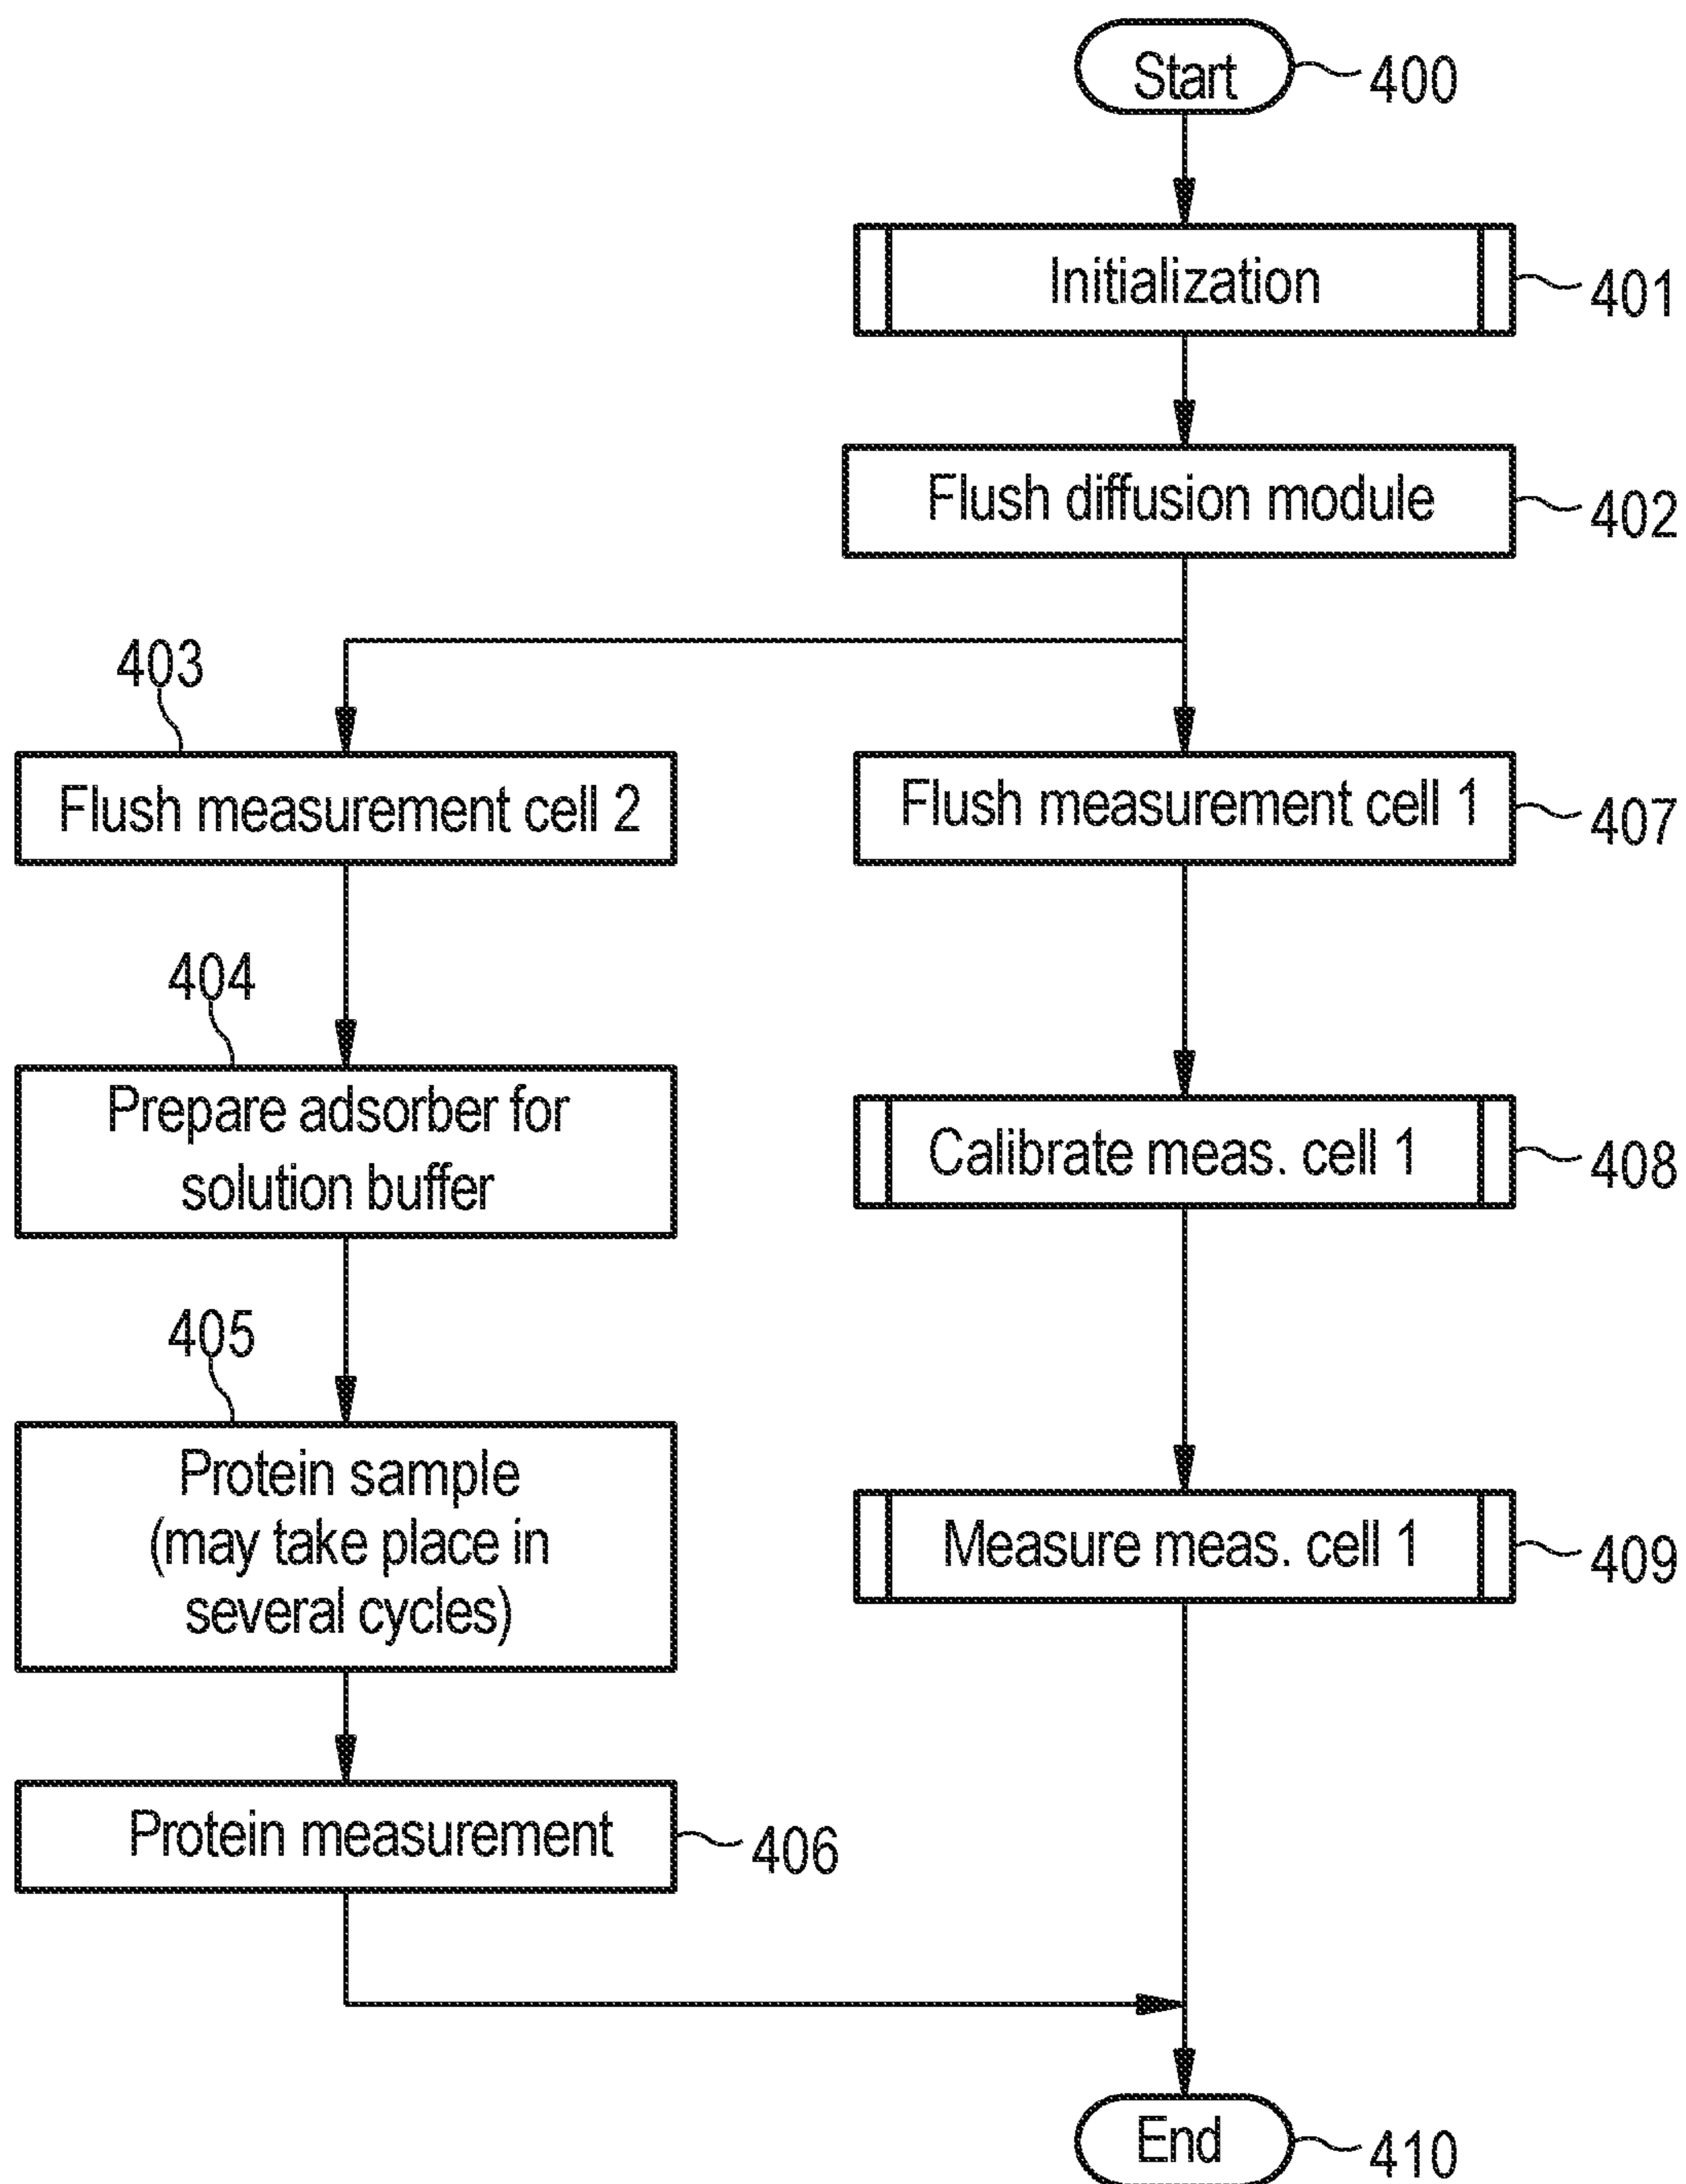 Start
400
Initialization
401
Flush diffusion module
402
403
Flush measurement cell 2
Flush measurement cell 1
407
404
Prepare adsorber for
solution buffer
Calibrate meas. cell 1
408
405
Protein sample
(may take place in
several cycles)
Measure meas. cell 1
409
Protein measurement
406
End
410